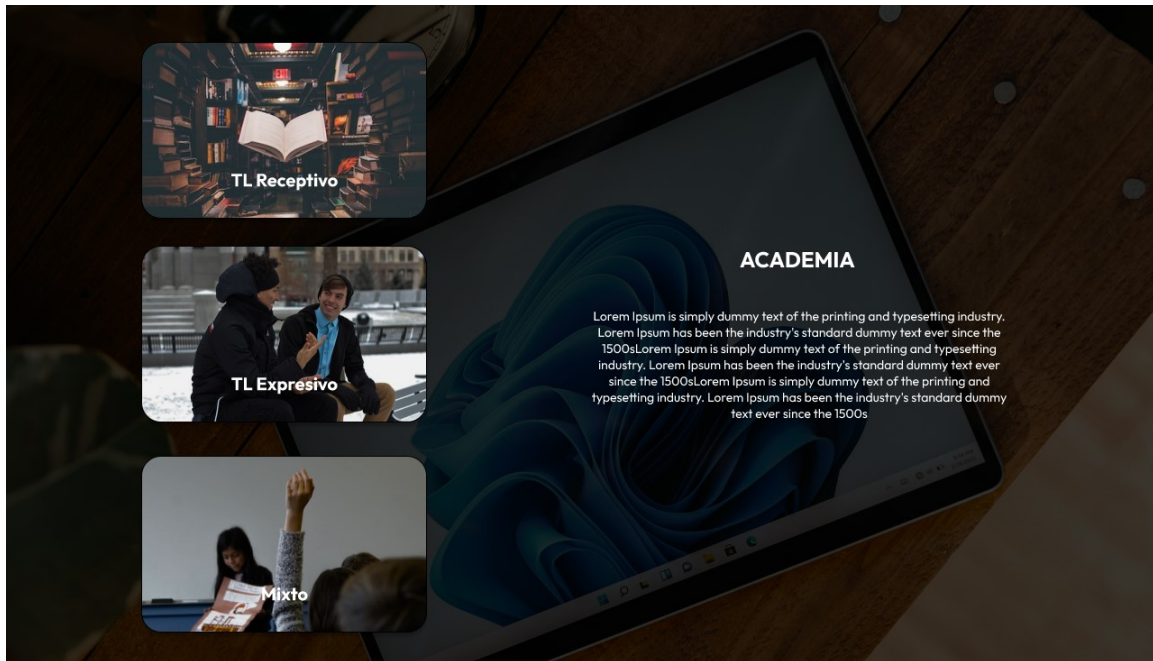 TL Receptivo
TL Expresivo
Mixto
ACADEMIA
Lorem Ipsum is simply dummy text of the printing and typesetting industry.
Lorem Ipsum has been the industry's standard dummy text ever since the
1500sLorem Ipsum is simply dummy text of the printing and typesetting
industry. Lorem Ipsum has been the industry's standard dummy text ever
since the 1500sLorem Ipsum is simply dummy text of the printing and
typesetting industry. Lorem Ipsum has been the industry's standard dummy
text ever since the 1500s